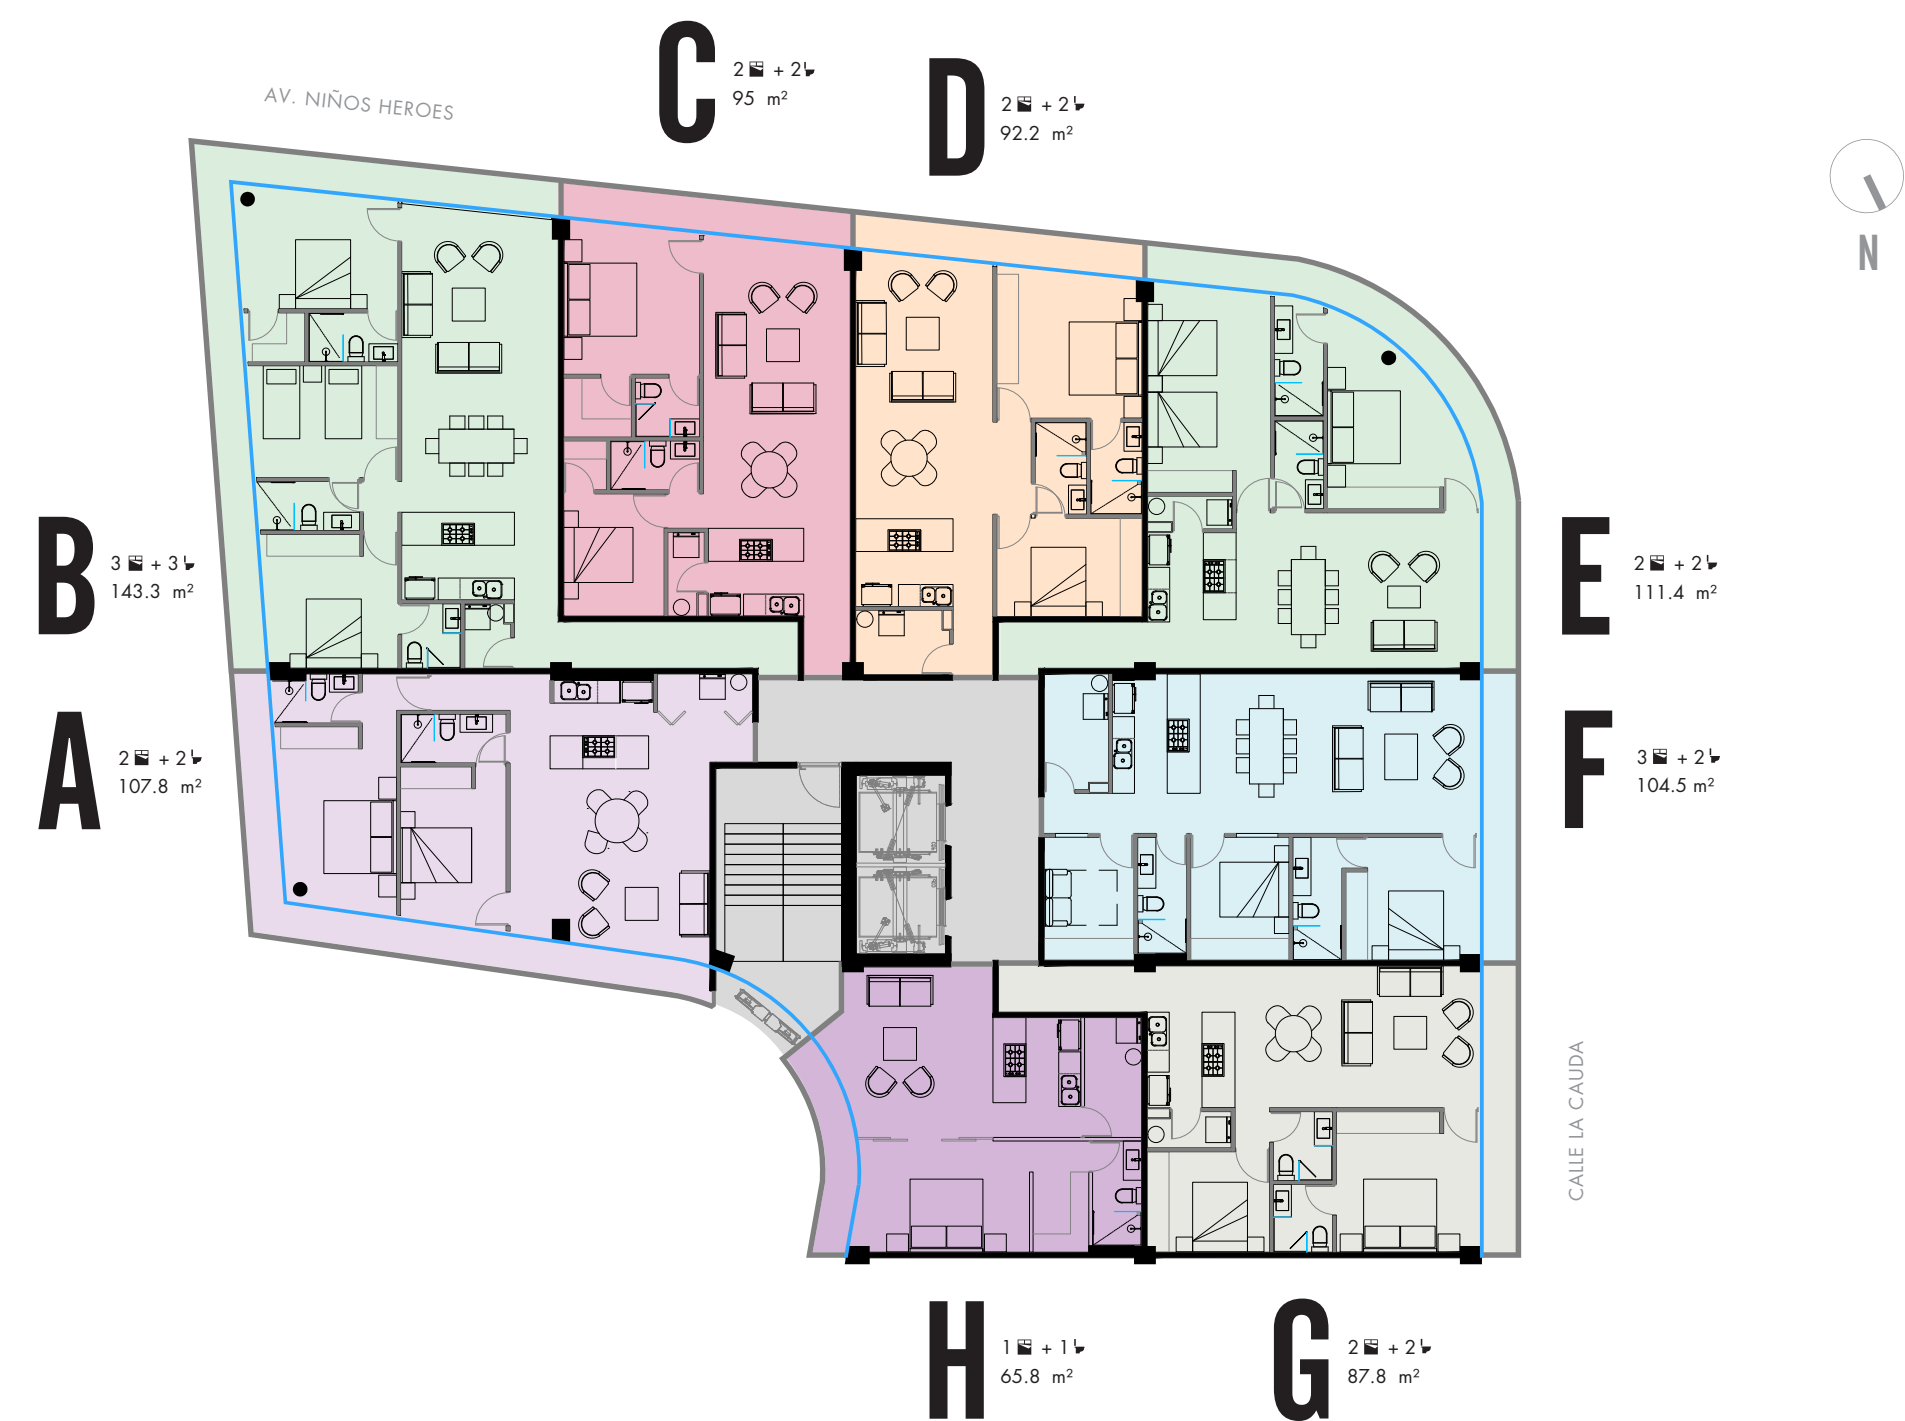 C
2 + 2
95 m²
D
2 + 2
92.2 m²
AV. NIÑOS HEROES
N
B
3 + 3
143.3 m²
E
2 + 2
111.4 m²
A
2 + 2
107.8 m²
F
3 + 2
104.5 m²
CALLE LA CAUDA
H
1 + 1
65.8 m²
G
2 + 2
87.8 m²